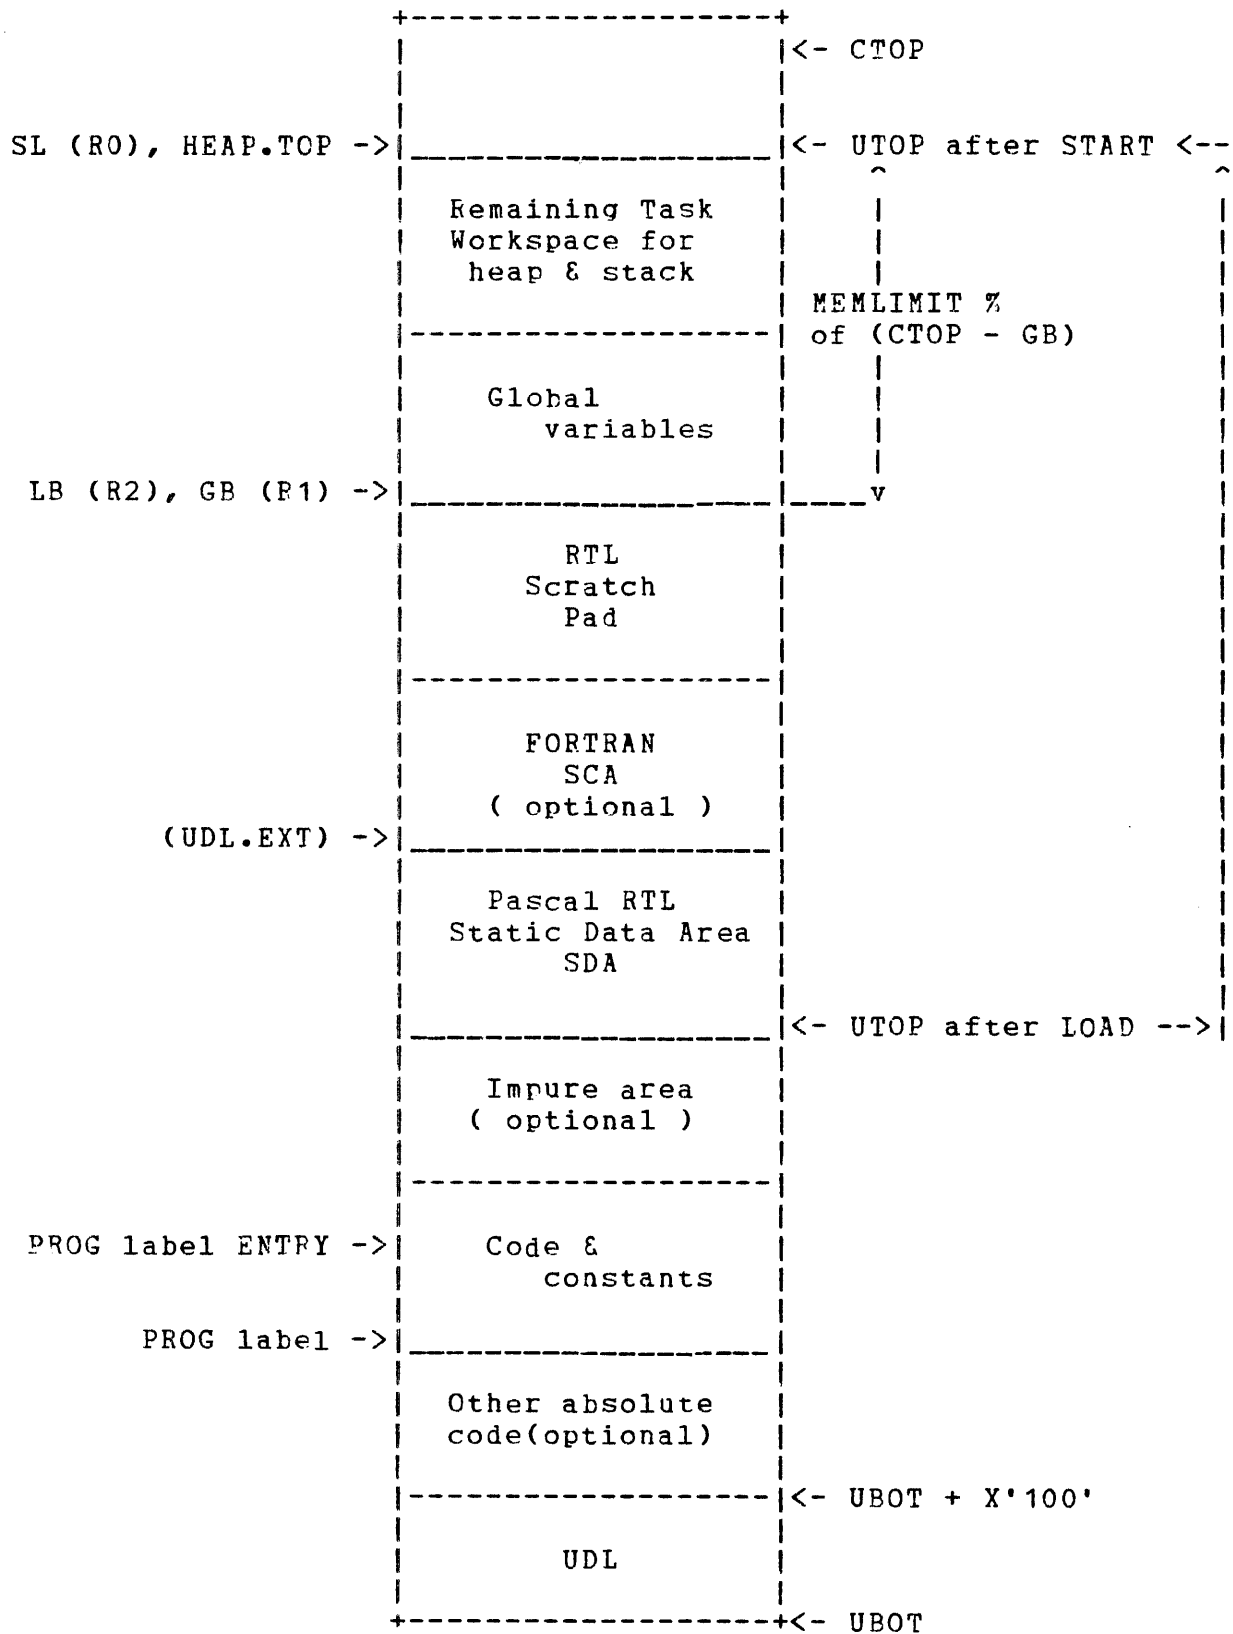 <- CTOP
SL (R0), HEAP.TOP -> <- UTOP after START <--
Remaining Task
Workspace for
heap & stack
MEMLIMIT %
of (CTOP - GB)
Global
variables
LB (R2), GB (R1) ->
RTL
Scratch
Pad
FORTRAN
SCA
( optional )
(UDL.EXT) ->
Pascal RTL
Static Data Area
SDA
<- UTOP after LOAD -->
Impure area
( optional )
PROG label ENTRY -> Code &
constants
PROG label ->
Other absolute
code(optional)
<- UBOT + X'100'
UDL
<- UBOT